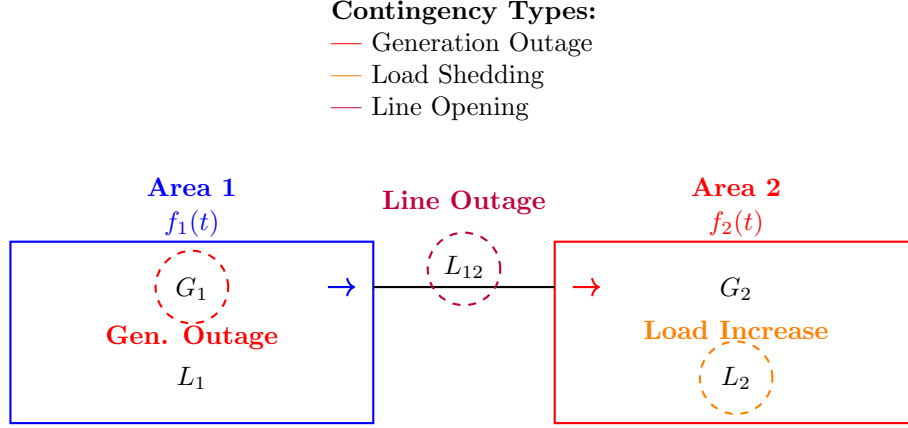 Contingency Types:
Generation Outage
Load Shedding
Line Opening
Area 1
f₁(t)
Line Outage
Area 2
f₂(t)
G₁
L₁₂
G₂
Gen. Outage
Load Increase
L₁
L₂